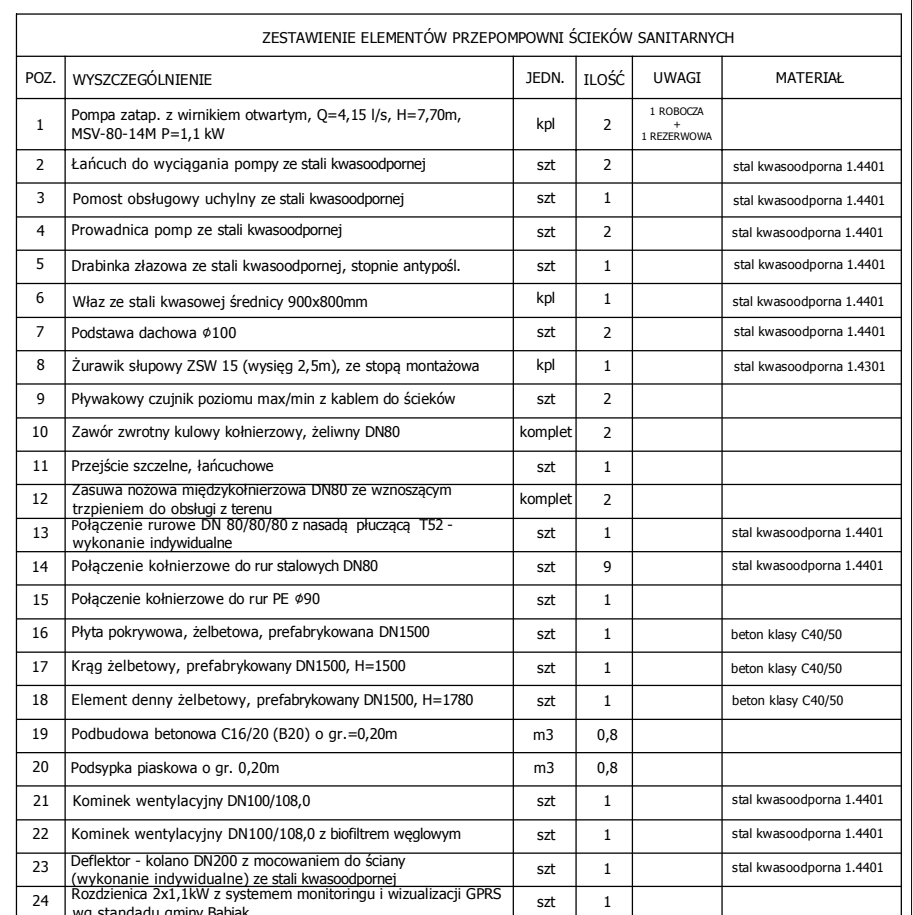 ZESTAWIENIE ELEMENTÓW PRZEPOMPOWNI ŚCIEKÓW SANITARNYCH
POZ. WYSZCZEGÓLNIENIE JEDN. ILOŚĆ UWAGI MATERIAŁ
1 Pompa zatap. z wirnikiem otwartym, Q=4,15 l/s, H=7,70m, MSV-80-14M P=1,1 kW kpl 2 1 ROBOCZA + 1 REZERWOWA
2 Łańcuch do wyciągania pompy ze stali kwasoodpornej szt 2 stal kwasoodporna 1.4401
3 Pomost obsługowy uchylny ze stali kwasoodpornej szt 1 stal kwasoodporna 1.4401
4 Prowadnica pomp ze stali kwasoodpornej szt 2 stal kwasoodporna 1.4401
5 Drabinka złazowa ze stali kwasoodpornej, stopnie antypośl. szt 1 stal kwasoodporna 1.4401
6 Właz ze stali kwasowej średnicy 900x800mm kpl 1 stal kwasoodporna 1.4401
7 Podstawa dachowa ⌀100 szt 2 stal kwasoodporna 1.4401
8 Żurawik słupowy ZSW 15 (wysięg 2,5m), ze stopą montażowa kpl 1 stal kwasoodporna 1.4301
9 Pływakowy czujnik poziomu max/min z kablem do ścieków szt 2
10 Zawór zwrotny kulowy kołnierzowy, żeliwny DN80 komplet 2
11 Przejście szczelne, łańcuchowe szt 1
12 Zasuwa nożowa międzykołnierzowa DN80 ze wznoszącym trzpieniem do obsługi z terenu komplet 2
13 Połączenie rurowe DN 80/80/80 z nasadą płuczącą T52 - wykonanie indywidualne szt 1 stal kwasoodporna 1.4401
14 Połączenie kołnierzowe do rur stalowych DN80 szt 9 stal kwasoodporna 1.4401
15 Połączenie kołnierzowe do rur PE ⌀90 szt 1
16 Płyta pokrywowa, żelbetowa, prefabrykowana DN1500 szt 1 beton klasy C40/50
17 Krąg żelbetowy, prefabrykowany DN1500, H=1500 szt 1 beton klasy C40/50
18 Element denny żelbetowy, prefabrykowany DN1500, H=1780 szt 1 beton klasy C40/50
19 Podbudowa betonowa C16/20 (B20) o gr.=0,20m m3 0,8
20 Podsypka piaskowa o gr. 0,20m m3 0,8
21 Kominek wentylacyjny DN100/108,0 szt 1 stal kwasoodporna 1.4401
22 Kominek wentylacyjny DN100/108,0 z biofiltrem węglowym szt 1 stal kwasoodporna 1.4401
23 Deflektor - kolano DN200 z mocowaniem do ściany (wykonanie indywidualne) ze stali kwasoodpornej szt 1 stal kwasoodporna 1.4401
24 Rozdzienica 2x1,1kW z systemem monitoringu i wizualizacji GPRS wg standadu gminy Babiak szt 1